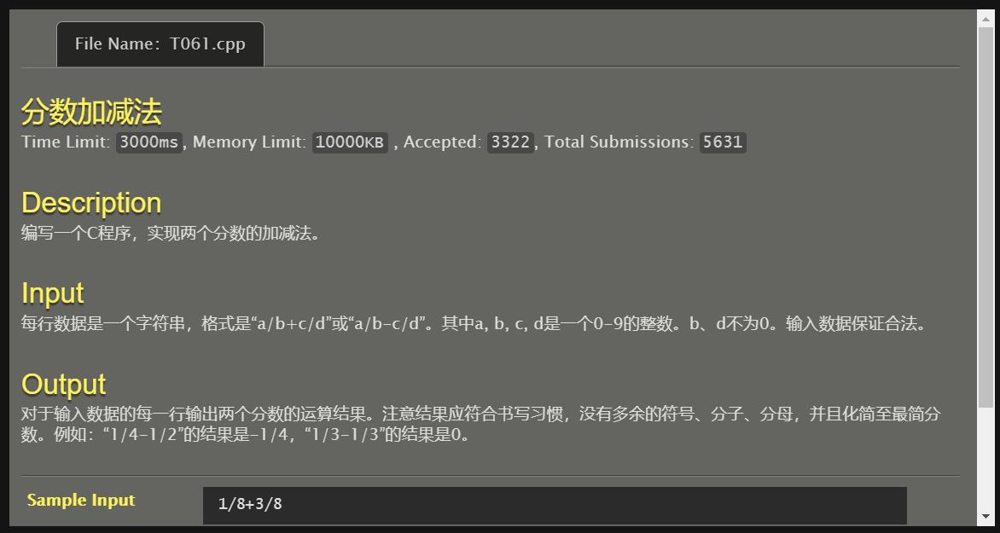 File Name: T061.cpp
分数加减法
Time Limit: 3000ms, Memory Limit: 10000KB , Accepted: 3322, Total Submissions: 5631
Description
编写一个C程序，实现两个分数的加减法。
Input
每行数据是一个字符串，格式是“a/b+c/d”或“a/b-c/d”。其中a, b, c, d是一个0-9的整数。b、d不为0。输入数据保证合法。
Output
对于输入数据的每一行输出两个分数的运算结果。注意结果应符合书写习惯，没有多余的符号、分子、分母，并且化简至最简分
数。例如：“1/4-1/2”的结果是-1/4，“1/3-1/3”的结果是0。
Sample Input
1/8+3/8